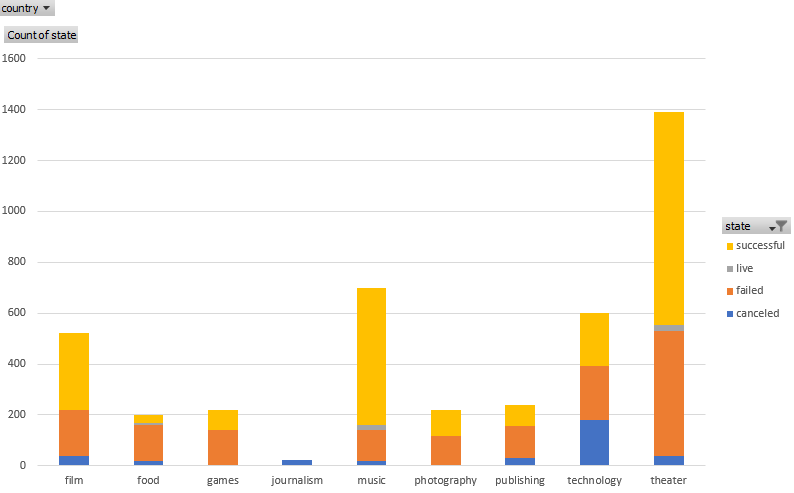 country
Count of state
1600
1400
1200
1000
800
600
400
200
0
film food games journalism music photography publishing technology theater
state
successful
live
failed
canceled